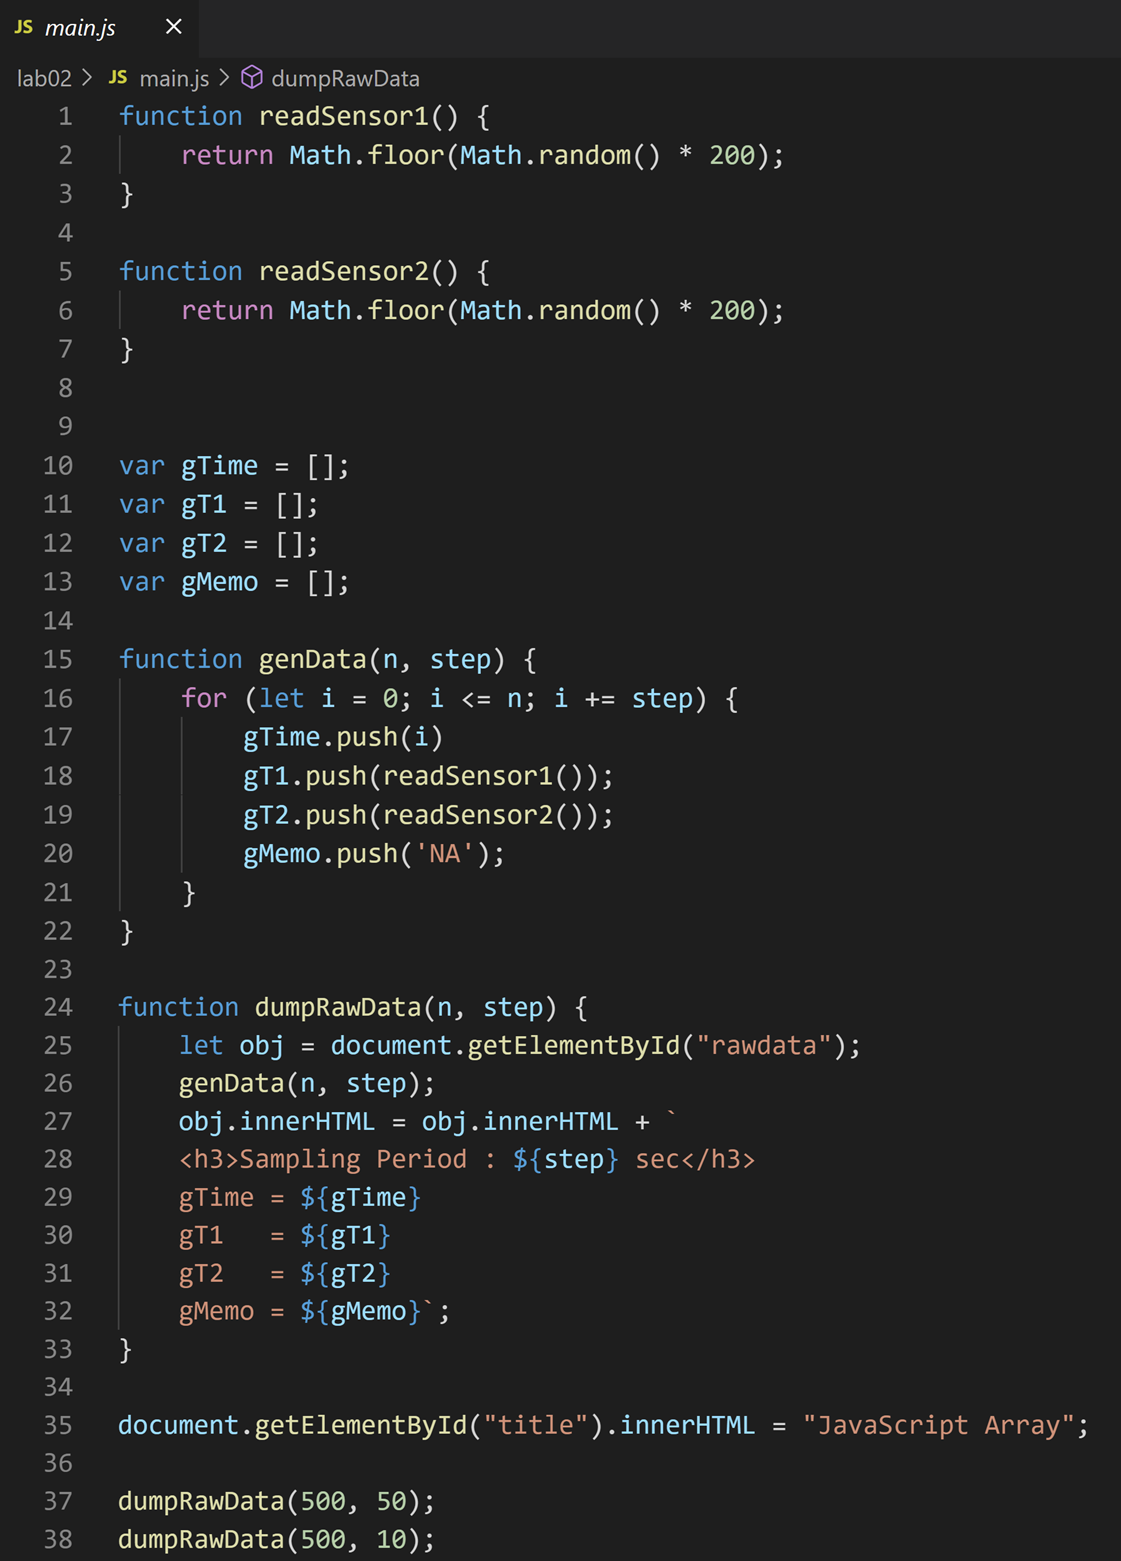 JS main.js ×
lab02 > JS main.js > dumpRawData
1 function readSensor1() {
2     return Math.floor(Math.random() * 200);
3 }
4
5 function readSensor2() {
6     return Math.floor(Math.random() * 200);
7 }
8
9
10 var gTime = [];
11 var gT1 = [];
12 var gT2 = [];
13 var gMemo = [];
14
15 function genData(n, step) {
16     for (let i = 0; i <= n; i += step) {
17         gTime.push(i)
18         gT1.push(readSensor1());
19         gT2.push(readSensor2());
20         gMemo.push('NA');
21     }
22 }
23
24 function dumpRawData(n, step) {
25     let obj = document.getElementById("rawdata");
26     genData(n, step);
27     obj.innerHTML = obj.innerHTML + `
28     <h3>Sampling Period : ${step} sec</h3>
29     gTime = ${gTime}
30     gT1   = ${gT1}
31     gT2   = ${gT2}
32     gMemo = ${gMemo}`;
33 }
34
35 document.getElementById("title").innerHTML = "JavaScript Array";
36
37 dumpRawData(500, 50);
38 dumpRawData(500, 10);